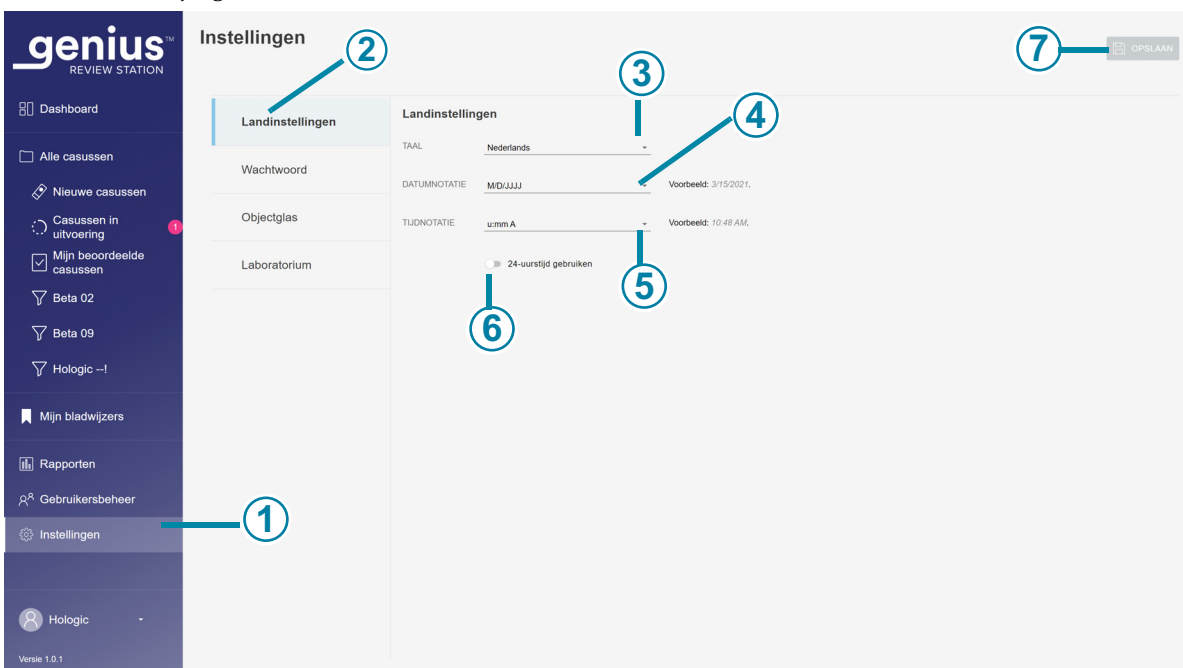 genius™
REVIEW STATION
Dashboard
Alle casussen
Nieuwe casussen
Casussen in
uitvoering
1
Mijn beoordeelde
casussen
Beta 02
Beta 09
Hologic --!
Mijn bladwijzers
Rapporten
Gebruikersbeheer
Instellingen
Hologic
Versie 1.0.1
Instellingen
OPSLAAN
Landinstellingen
Wachtwoord
Objectglas
Laboratorium
Landinstellingen
TAAL Nederlands
DATUMNOTATIE M/D/JJJJ Voorbeeld: 3/15/2021.
TIJDNOTATIE u:mm A Voorbeeld: 10:48 AM.
24-uurstijd gebruiken
1
2
3
4
5
6
7